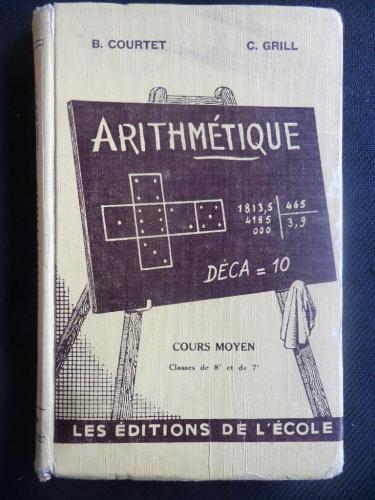 B. COURTET C. GRILL
ARITHMÉTIQUE
1813,5 465
4185 3,9
000
DÉCA = 10
COURS MOYEN
Classes de 8e et de 7e
LES ÉDITIONS DE L'ÉCOLE